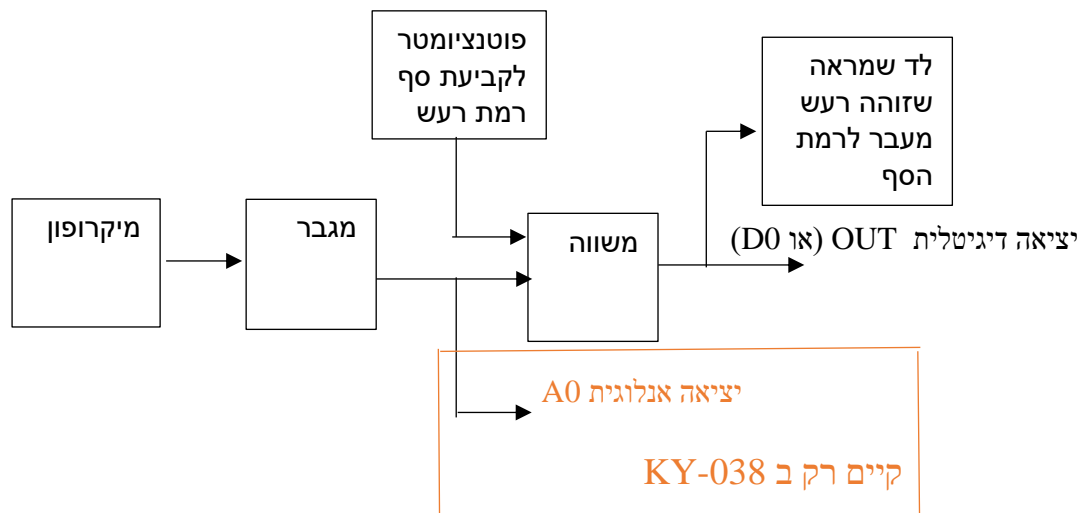 פוטנציומטר
לקביעת סף
רמת רעש
לד שמראה
שזוהה רעש
מעבר לרמת
הסף
מיקרופון
מגבר
משווה
יציאה דיגיטלית OUT (או D0)
יציאה אנלוגית A0
קיים רק ב KY-038